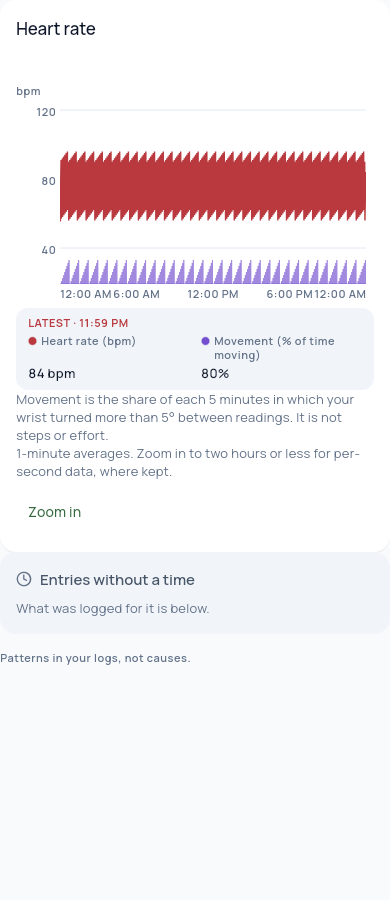 Heart rate
bpm
120
80
40
12:00 AM 6:00 AM 12:00 PM 6:00 PM 12:00 AM
LATEST · 11:59 PM
Heart rate (bpm)
84 bpm
Movement (% of time
moving)
80%
Movement is the share of each 5 minutes in which your
wrist turned more than 5° between readings. It is not
steps or effort.
1-minute averages. Zoom in to two hours or less for per-
second data, where kept.
Zoom in
Entries without a time
What was logged for it is below.
Patterns in your logs, not causes.